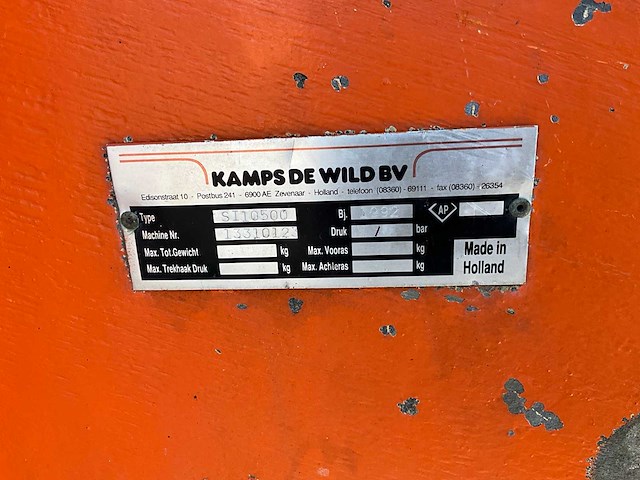 KAMPS DE WILD BV
Edisonstraat 10 - Postbus 241 - 6900 AE Zevenaar - Holland - telefoon (08360) - 69111 - fax (08360) - 26354
Type SI10500 Bj. AP
Machine Nr. 1331012 Druk / bar
Max. Tot.Gewicht kg Max. Vooras kg
Max. Trekhaak Druk kg Max. Achteras kg
Made in
Holland